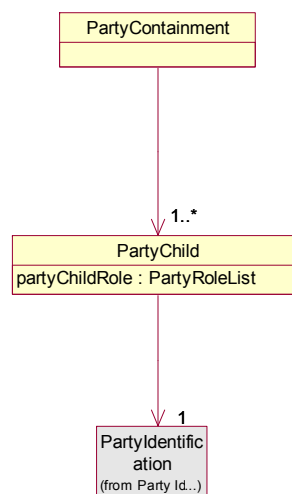 PartyContainment
1..*
PartyChild
partyChildRole : PartyRoleList
1
PartyIdentific
ation
(from Party Id...)